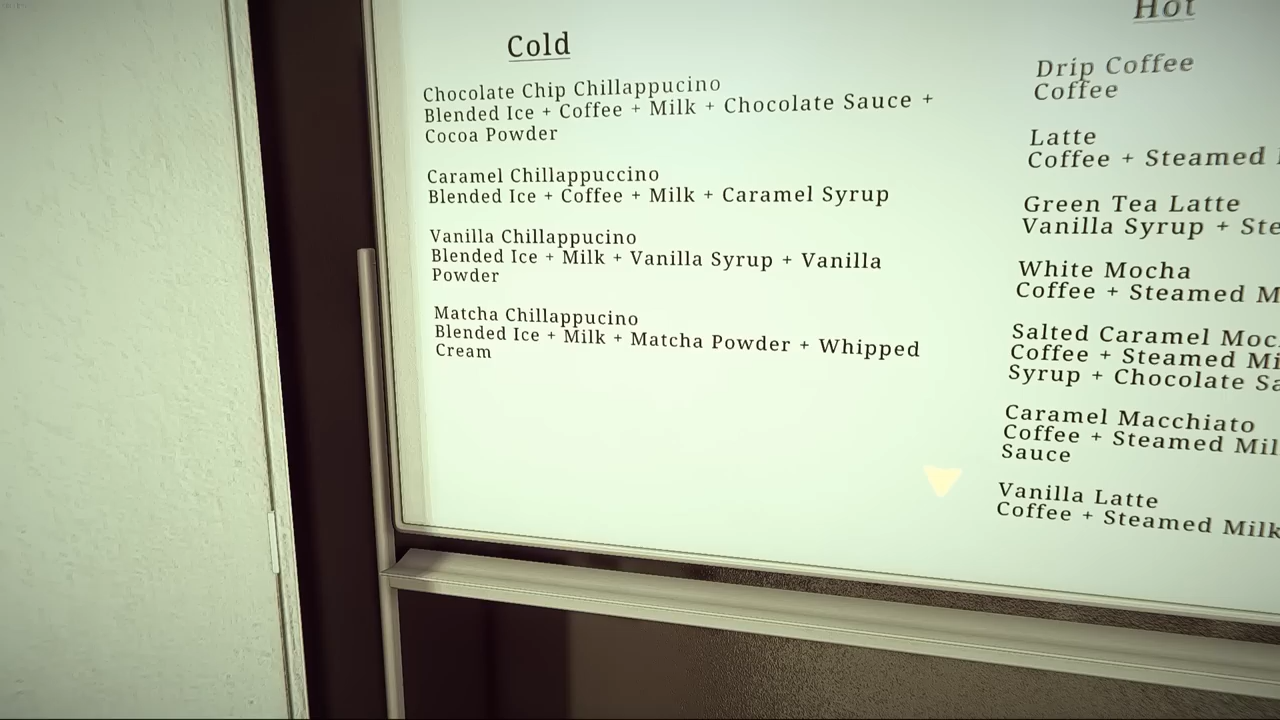 Cold
Chocolate Chip Chillappucino
Blended Ice + Coffee + Milk + Chocolate Sauce +
Cocoa Powder
Caramel Chillappuccino
Blended Ice + Coffee + Milk + Caramel Syrup
Vanilla Chillappucino
Blended Ice + Milk + Vanilla Syrup + Vanilla
Powder
Matcha Chillappucino
Blended Ice + Milk + Matcha Powder + Whipped
Cream
Hot
Drip Coffee
Coffee
Latte
Coffee + Steamed
Green Tea Latte
Vanilla Syrup +
White Mocha
Coffee + Steamed
Salted Caramel
Coffee + Steamed
Syrup + Chocolate
Caramel Macchiato
Coffee + Steamed
Sauce
Vanilla Latte
Coffee + Steamed Milk